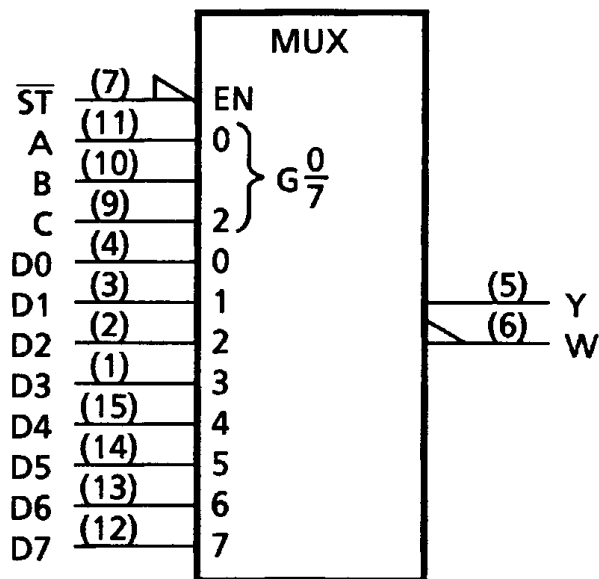 MUX
S̅T̅ (7) EN
A (11) 0
B (10) G 0/7
C (9) 2
D0 (4) 0
D1 (3) 1 (5) Y
D2 (2) 2 (6) W
D3 (1) 3
D4 (15) 4
D5 (14) 5
D6 (13) 6
D7 (12) 7